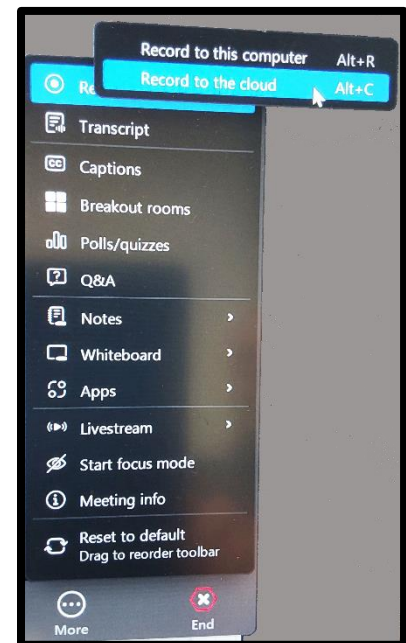 Record to this computer Alt+R
Record to the cloud Alt+C
Transcript
CC Captions
Breakout rooms
Polls/quizzes
Q&A
Notes
Whiteboard
Apps
Livestream
Start focus mode
Meeting info
Reset to default
Drag to reorder toolbar
More End